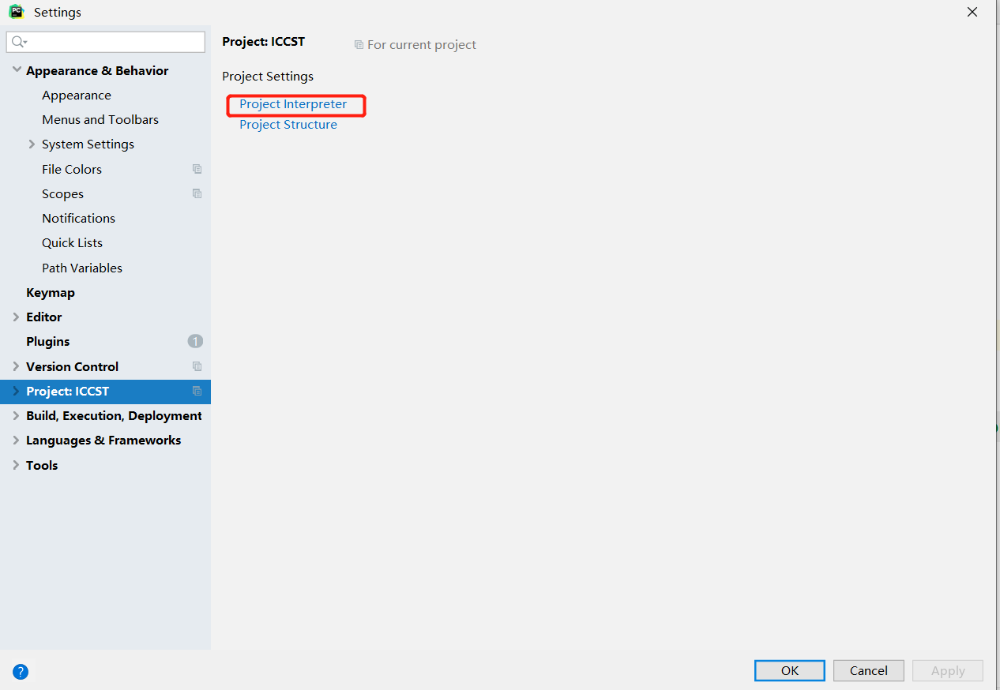 Settings
Project: ICCST For current project
Appearance & Behavior
Project Settings
Appearance
Project Interpreter
Menus and Toolbars
Project Structure
System Settings
File Colors
Scopes
Notifications
Quick Lists
Path Variables
Keymap
Editor
Plugins 1
Version Control
Project: ICCST
Build, Execution, Deployment
Languages & Frameworks
Tools
? OK Cancel Apply